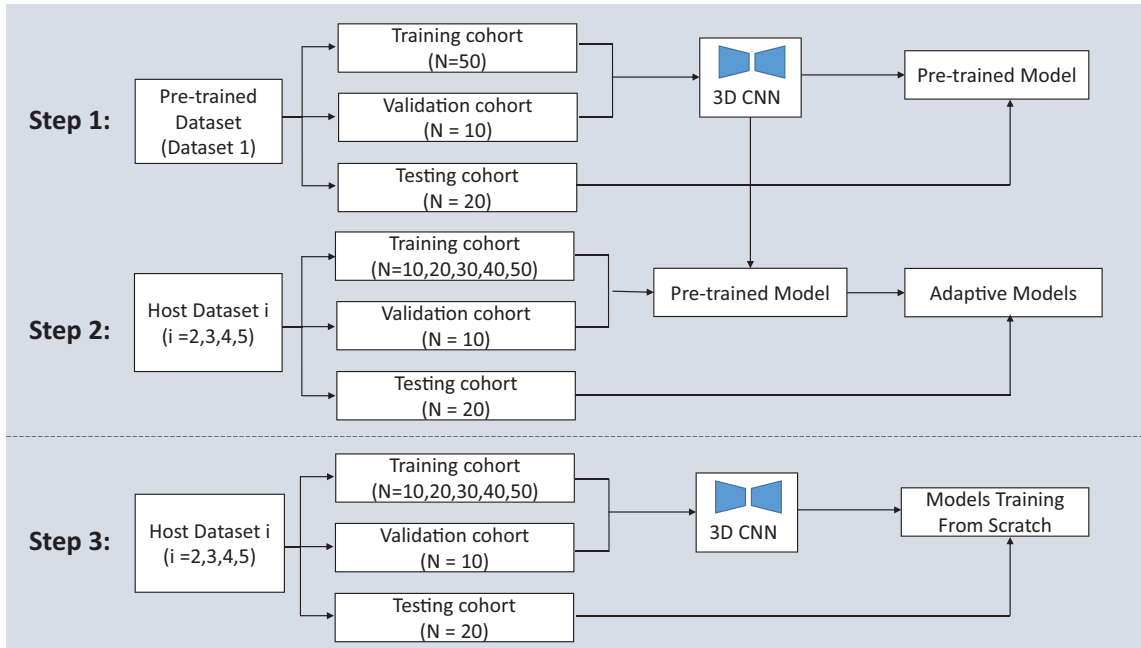 Step 1:
Pre-trained
Dataset
(Dataset 1)
Training cohort
(N=50)
Validation cohort
(N = 10)
Testing cohort
(N = 20)
3D CNN
Pre-trained Model
Step 2:
Host Dataset i
(i =2,3,4,5)
Training cohort
(N=10,20,30,40,50)
Validation cohort
(N = 10)
Testing cohort
(N = 20)
Pre-trained Model
Adaptive Models
Step 3:
Host Dataset i
(i =2,3,4,5)
Training cohort
(N=10,20,30,40,50)
Validation cohort
(N = 10)
Testing cohort
(N = 20)
3D CNN
Models Training
From Scratch